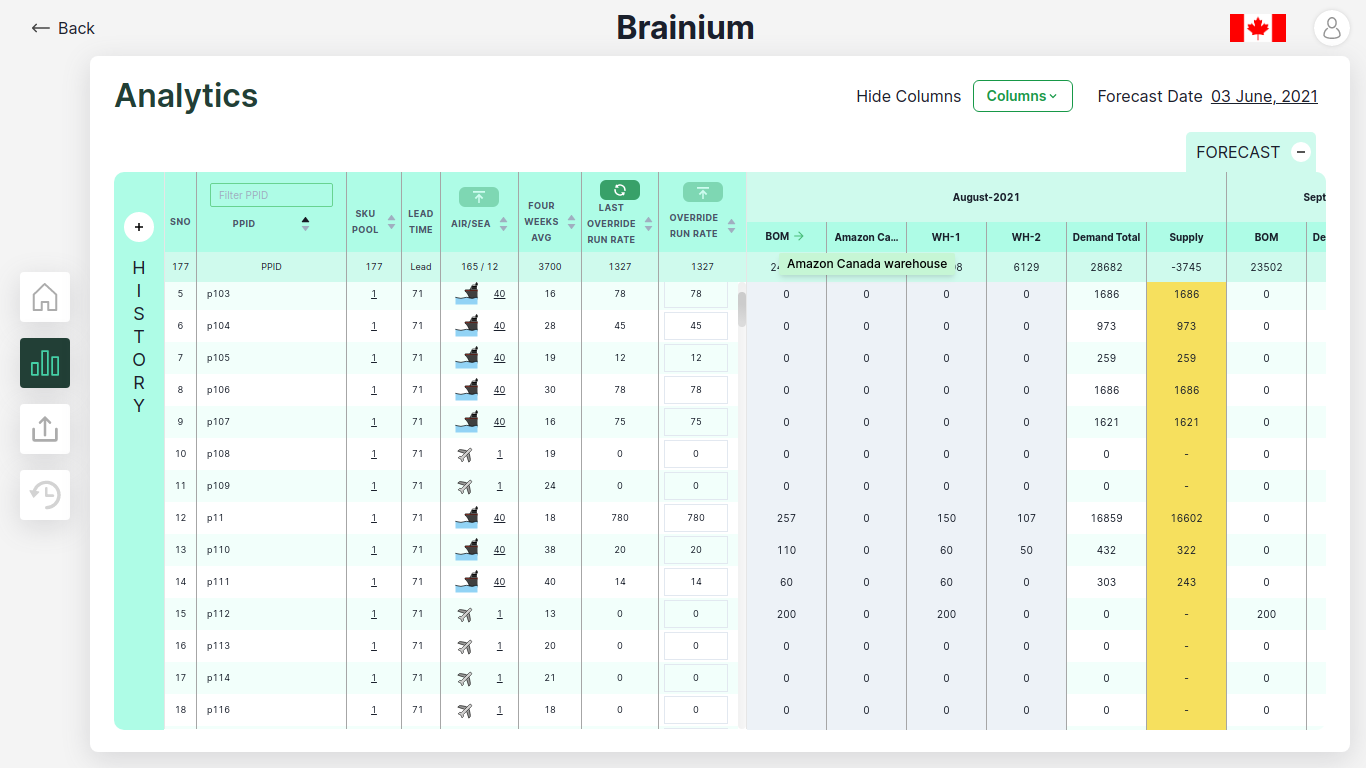 Back
Brainium
Analytics
Hide Columns
Columns
Forecast Date 03 June, 2021
FORECAST
HISTORY
August-2021
Sept
SNO
Filter PPID
PPID
SKU POOL
LEAD TIME
AIR/SEA
FOUR WEEKS AVG
LAST OVERRIDE RUN RATE
OVERRIDE RUN RATE
BOM
Amazon Ca...
WH-1
WH-2
Demand Total
Supply
BOM
De
177 PPID 177 Lead 165 / 12 3700 1327 1327 6129 28682 -3745 23502
Amazon Canada warehouse
5 p103 1 71 40 16 78 78 0 0 0 0 1686 1686 0
6 p104 1 71 40 28 45 45 0 0 0 0 973 973 0
7 p105 1 71 40 19 12 12 0 0 0 0 259 259 0
8 p106 1 71 40 30 78 78 0 0 0 0 1686 1686 0
9 p107 1 71 40 16 75 75 0 0 0 0 1621 1621 0
10 p108 1 71 1 19 0 0 0 0 0 0 0 - 0
11 p109 1 71 1 24 0 0 0 0 0 0 0 - 0
12 p11 1 71 40 18 780 780 257 0 150 107 16859 16602 0
13 p110 1 71 40 38 20 20 110 0 60 50 432 322 0
14 p111 1 71 40 40 14 14 60 0 60 0 303 243 0
15 p112 1 71 1 13 0 0 200 0 200 0 0 - 200
16 p113 1 71 1 20 0 0 0 0 0 0 0 - 0
17 p114 1 71 1 21 0 0 0 0 0 0 0 - 0
18 p116 1 71 1 18 0 0 0 0 0 0 0 - 0